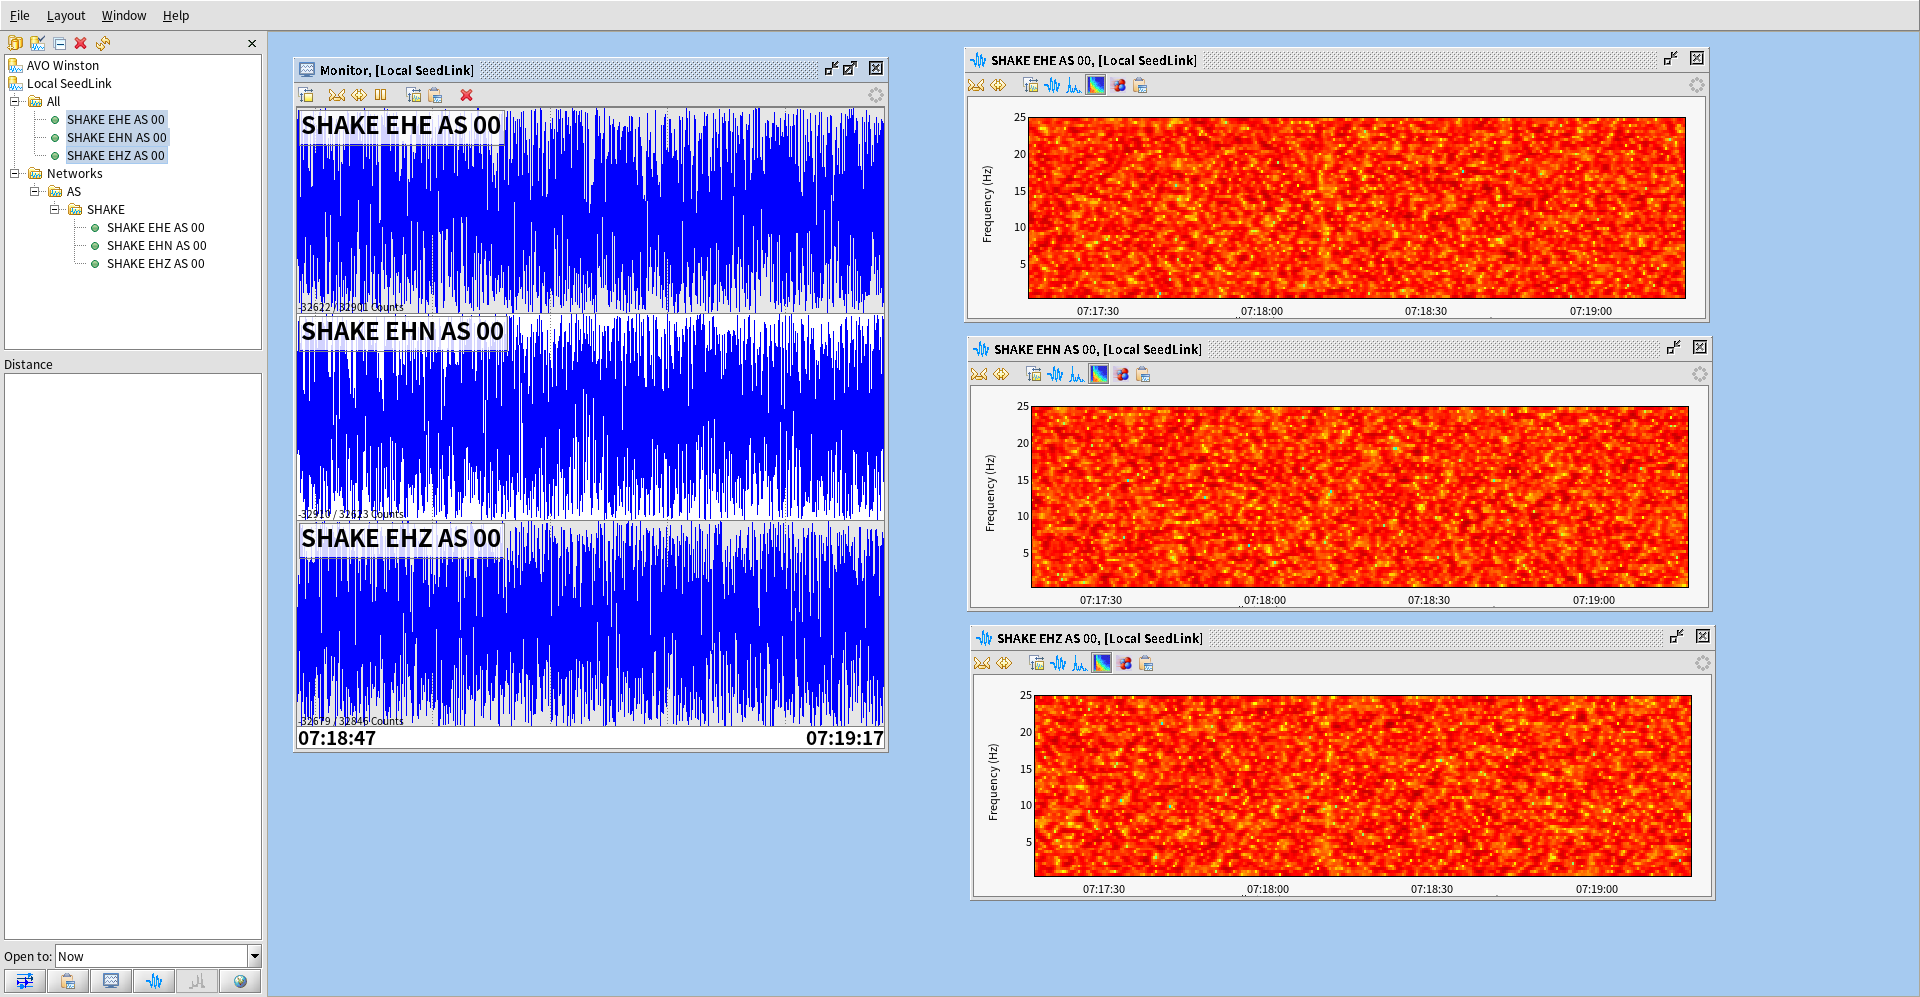 File Layout Window Help
AVO Winston
Local SeedLink
All
SHAKE EHE AS 00
SHAKE EHN AS 00
SHAKE EHZ AS 00
Networks
AS
SHAKE
SHAKE EHE AS 00
SHAKE EHN AS 00
SHAKE EHZ AS 00
Distance
Open to: Now
Monitor, [Local SeedLink]
SHAKE EHE AS 00
-32622 / 32901 Counts
SHAKE EHN AS 00
-32910 / 32623 Counts
SHAKE EHZ AS 00
-32679 / 32846 Counts
07:18:47 07:19:17
SHAKE EHE AS 00, [Local SeedLink]
Frequency (Hz)
25
20
15
10
5
07:17:30 07:18:00 07:18:30 07:19:00
SHAKE EHN AS 00, [Local SeedLink]
Frequency (Hz)
25
20
15
10
5
07:17:30 07:18:00 07:18:30 07:19:00
SHAKE EHZ AS 00, [Local SeedLink]
Frequency (Hz)
25
20
15
10
5
07:17:30 07:18:00 07:18:30 07:19:00